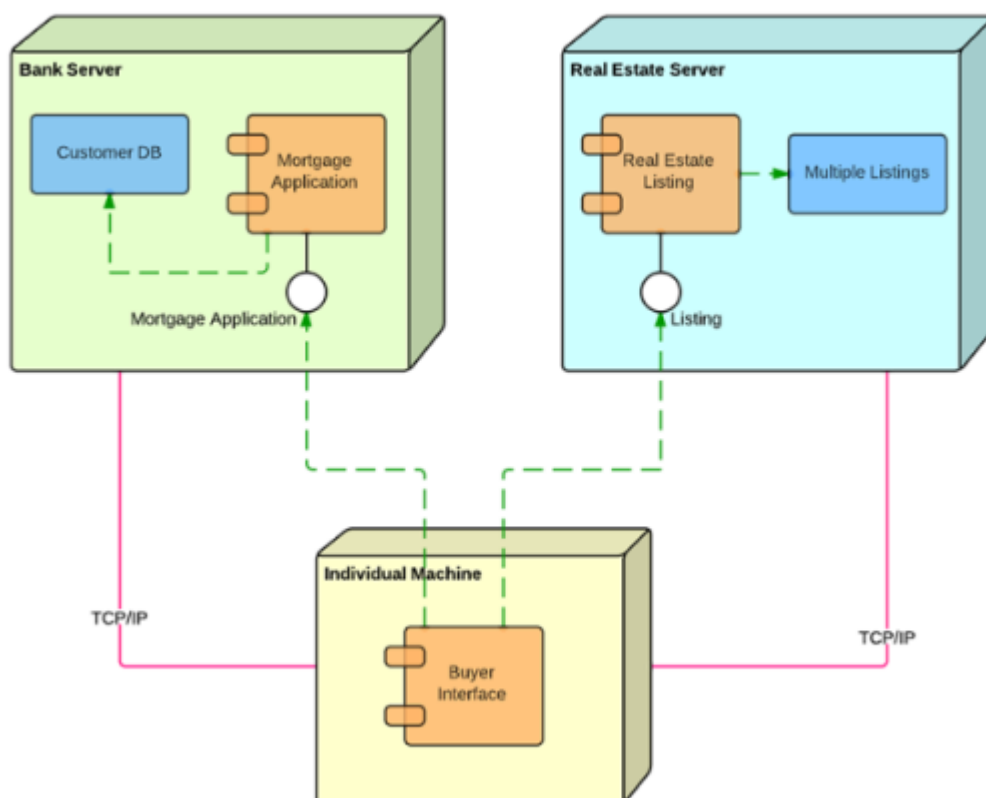 Bank Server
Customer DB
Mortgage
Application
Mortgage Application
Real Estate Server
Real Estate
Listing
Multiple Listings
Listing
Individual Machine
TCP/IP
TCP/IP
Buyer
Interface